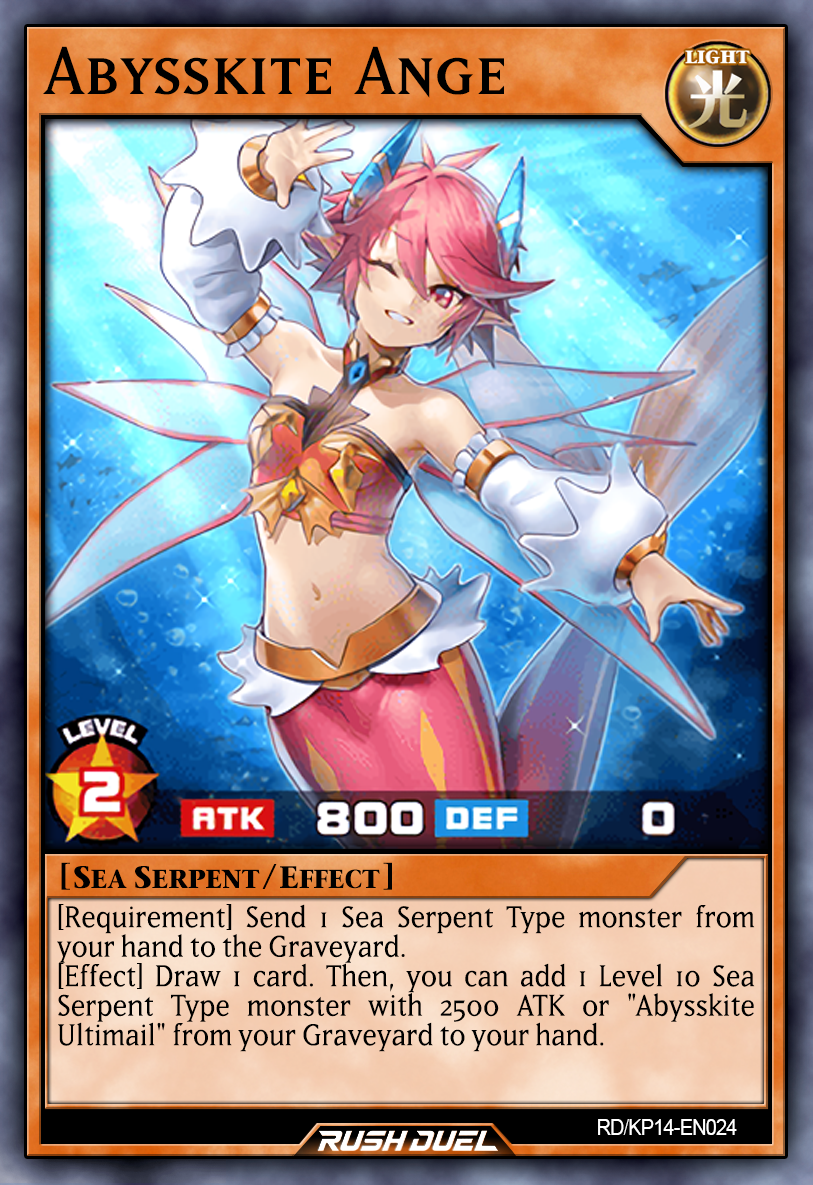 Abysskite Ange
LIGHT
光
LEVEL
2
ATK 800 DEF 0
[Sea Serpent/Effect]
[Requirement] Send 1 Sea Serpent Type monster from
your hand to the Graveyard.
[Effect] Draw 1 card. Then, you can add 1 Level 10 Sea
Serpent Type monster with 2500 ATK or "Abysskite
Ultimail" from your Graveyard to your hand.
RD/KP14-EN024
RUSH DUEL